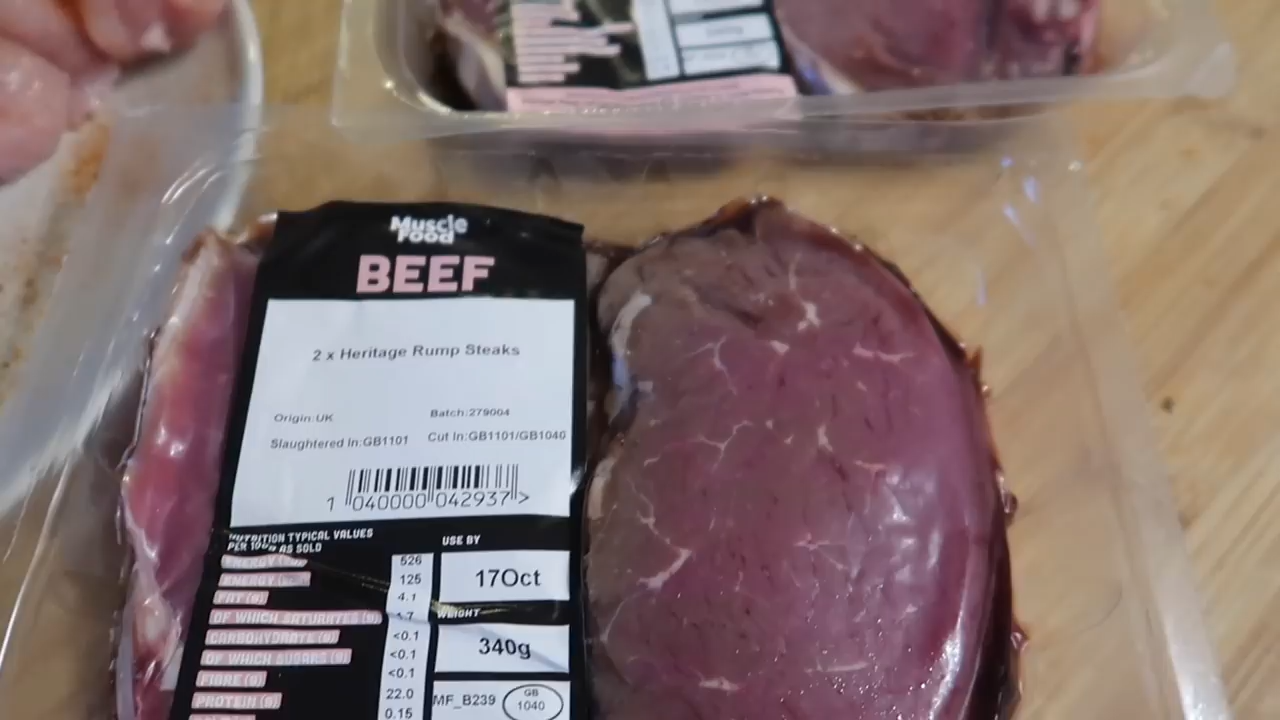 Muscle
Food
BEEF
2 x Heritage Rump Steaks
Origin:UK
Batch:279004
Slaughtered In:GB1101
Cut In:GB1101/GB1040
1 040000 042937 >
NUTRITION TYPICAL VALUES
PER 100g AS SOLD
USE BY
ENERGY 526
17Oct
ENERGY 125
FAT (g) 4.1
OF WHICH SATURATES (g)
WEIGHT
CARBOHYDRATE (g) <0.1
340g
OF WHICH SUGARS (g) <0.1
FIBRE (g) <0.1
PROTEIN (g) 22.0
MF_B239
GB
1040
0.15